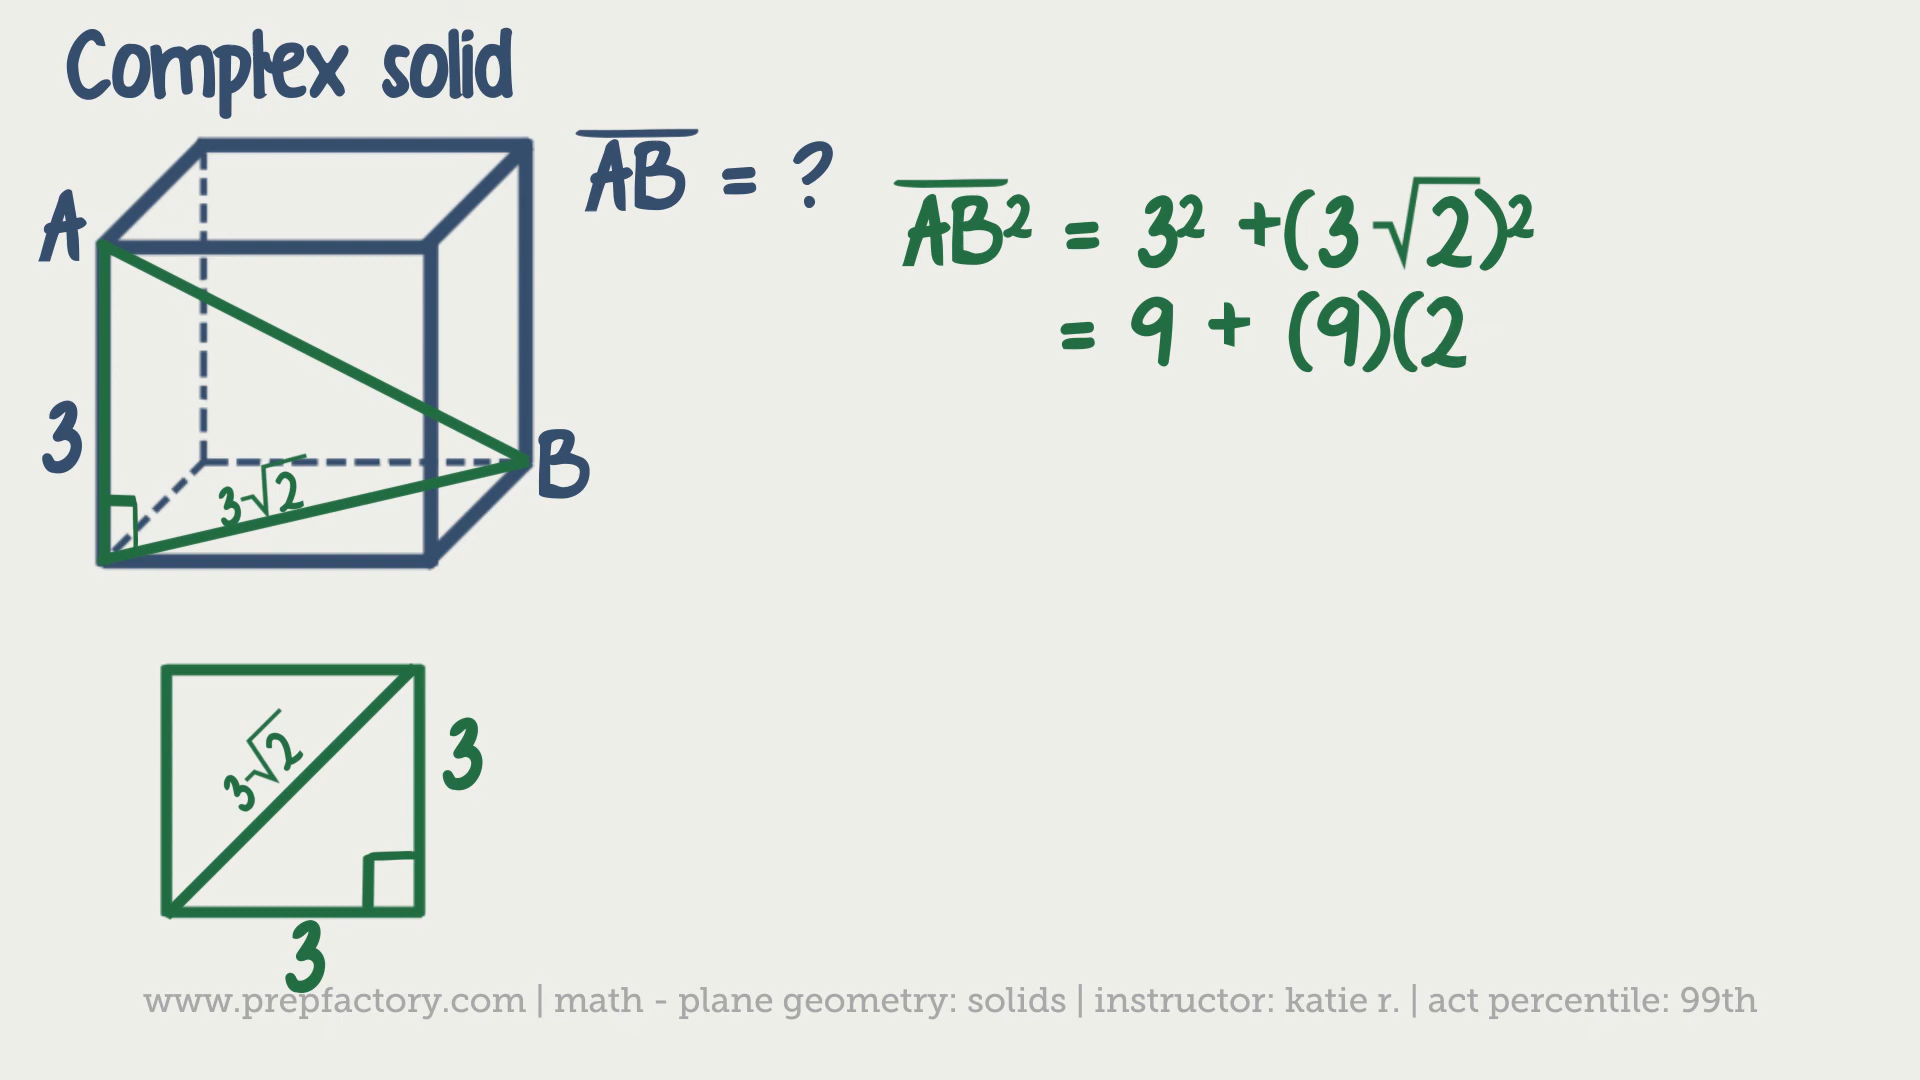 Complex solid
AB = ?
A
AB² = 3² + (3√2)²
= 9 + (9)(2
3
B
3√2
3√2
3
3
www.prepfactory.com | math - plane geometry: solids | instructor: katie r. | act percentile: 99th